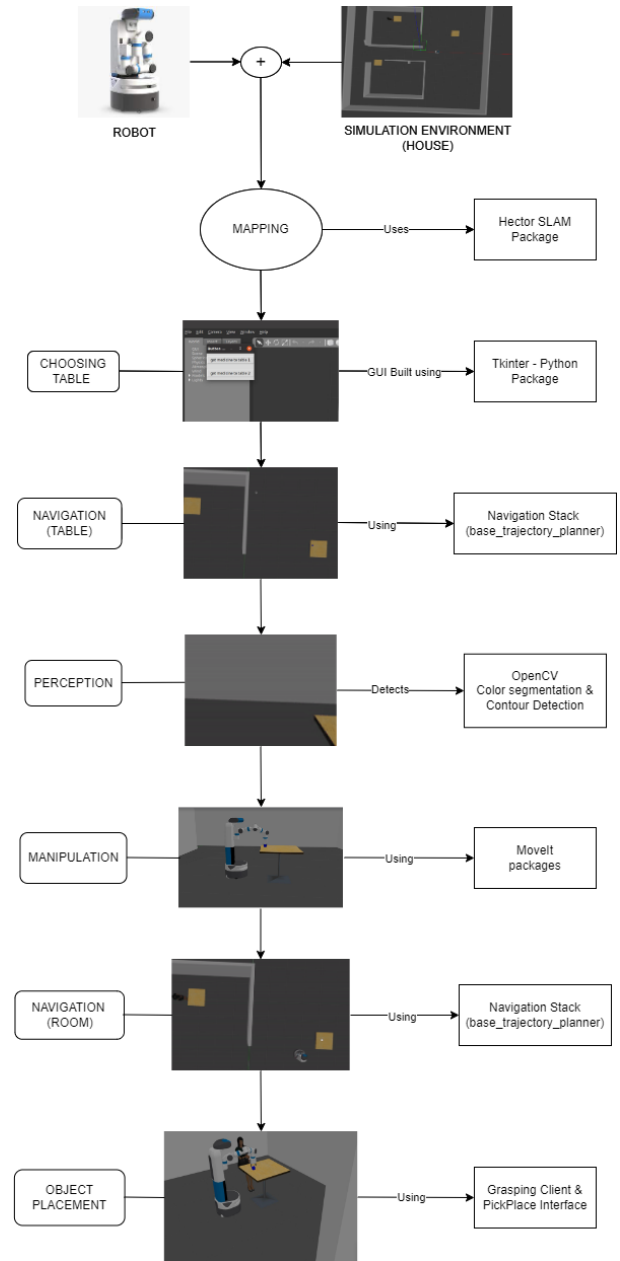 +
ROBOT
SIMULATION ENVIRONMENT
(HOUSE)
MAPPING
Uses
Hector SLAM
Package
CHOOSING
TABLE
GUI Built using
Tkinter - Python
Package
NAVIGATION
(TABLE)
Using
Navigation Stack
(base_trajectory_planner)
PERCEPTION
Detects
OpenCV
Color segmentation &
Contour Detection
MANIPULATION
Using
MoveIt
packages
NAVIGATION
(ROOM)
Using
Navigation Stack
(base_trajectory_planner)
OBJECT
PLACEMENT
Using
Grasping Client &
PickPlace Interface